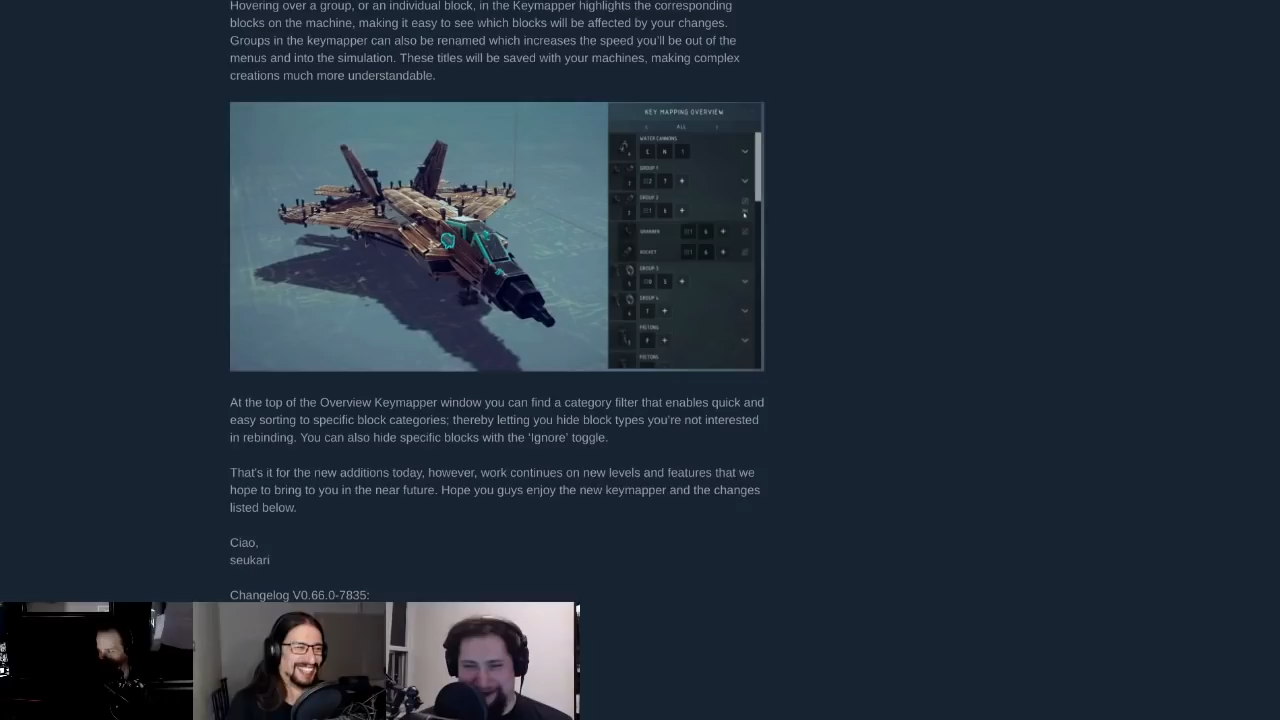 Hovering over a group, or an individual block, in the Keymapper highlights the corresponding
blocks on the machine, making it easy to see which blocks will be affected by your changes.
Groups in the keymapper can also be renamed which increases the speed you'll be out of the
menus and into the simulation. These titles will be saved with your machines, making complex
creations much more understandable.
KEY MAPPING OVERVIEW
< ALL >
WATER CANNONS
E N 1
GROUP 1
7 +
GROUP 2
6 +
GRABBER 6 +
ROCKET 6 +
GROUP 3
+
GROUP 4
T +
PISTONS
P +
PISTONS
At the top of the Overview Keymapper window you can find a category filter that enables quick and
easy sorting to specific block categories; thereby letting you hide block types you're not interested
in rebinding. You can also hide specific blocks with the 'Ignore' toggle.
That's it for the new additions today, however, work continues on new levels and features that we
hope to bring to you in the near future. Hope you guys enjoy the new keymapper and the changes
listed below.
Ciao,
seukari
Changelog V0.66.0-7835: